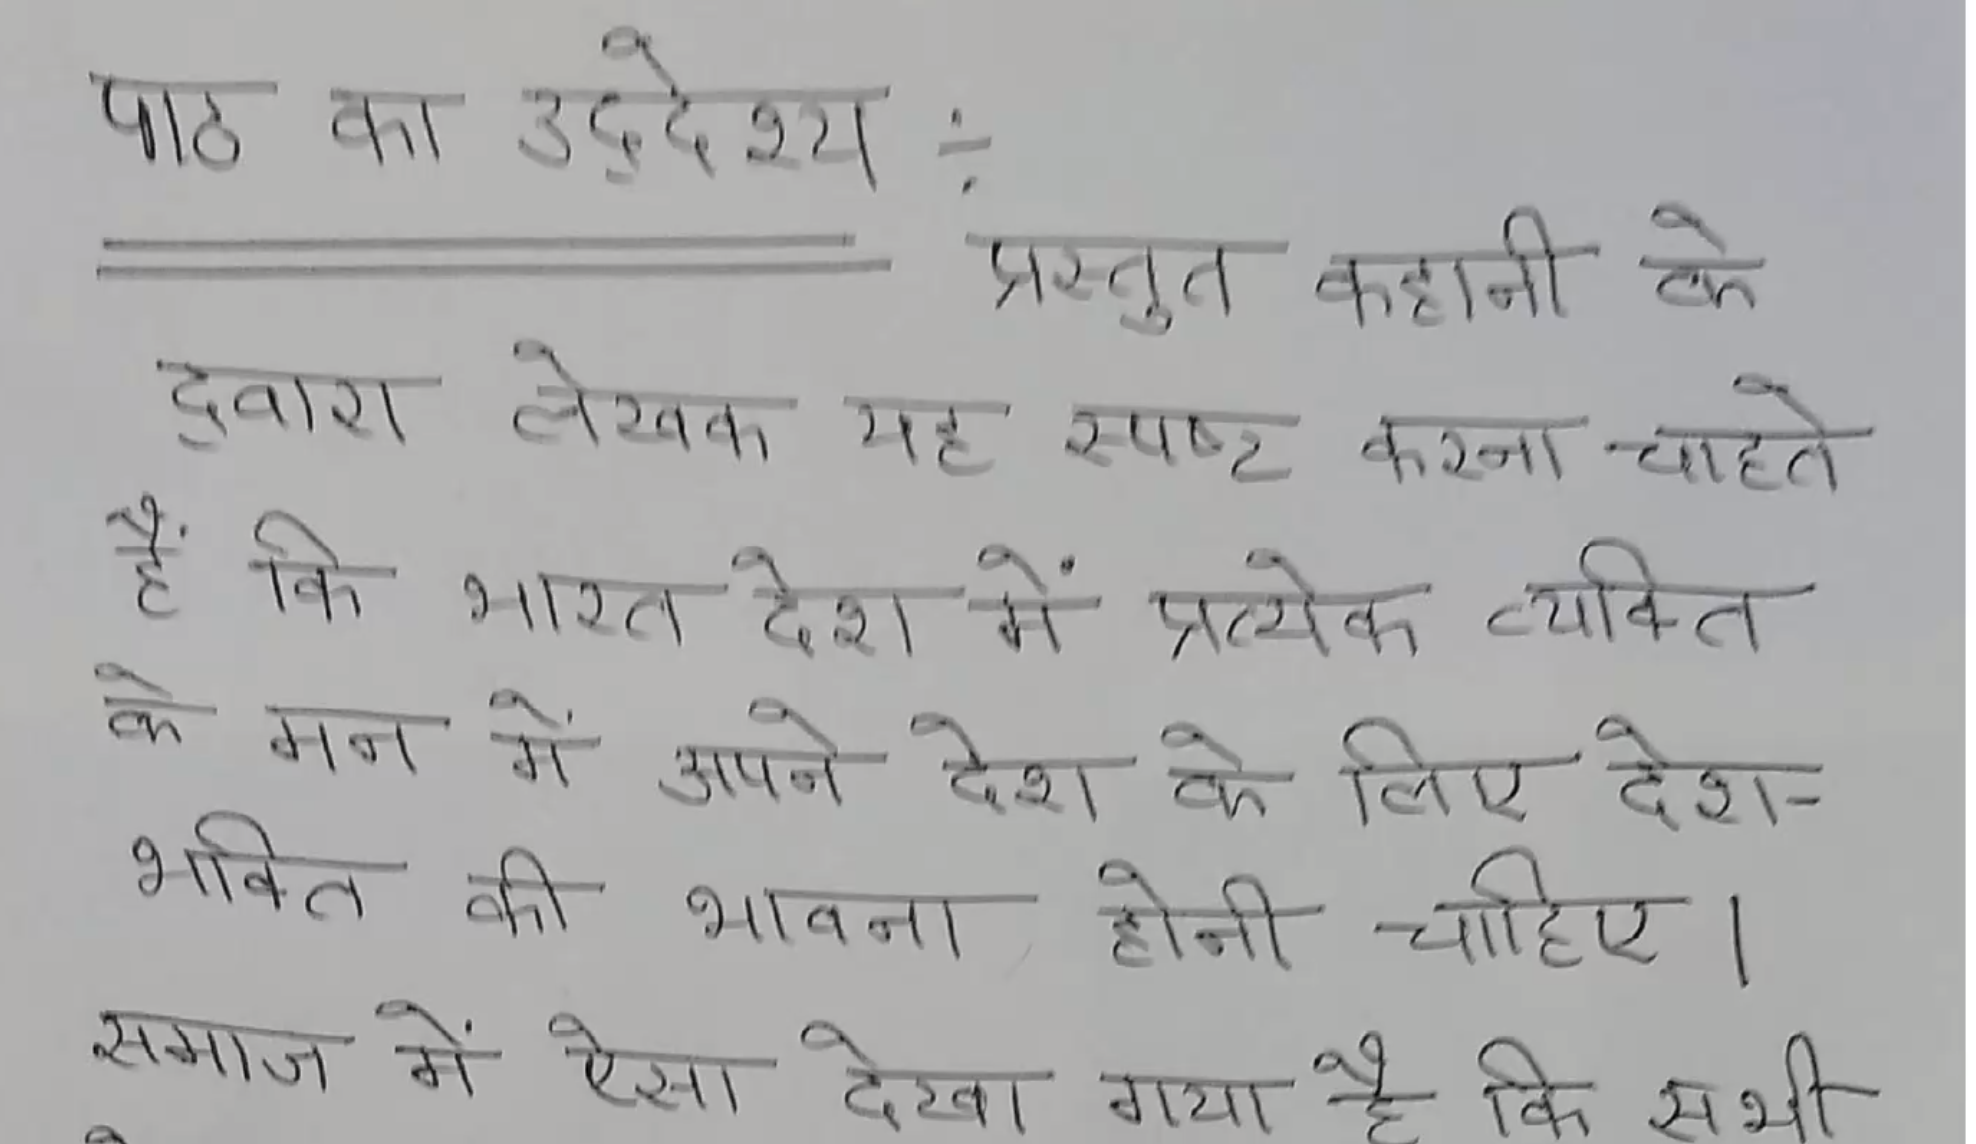 पाठ का उद्देश्य ÷
प्रस्तुत कहानी के
द्वारा लेखक यह स्पष्ट करना चाहते
हैं कि भारत देश में प्रत्येक व्यक्ति
के मन में अपने देश के लिए देश-
भक्ति की भावना होनी चाहिए।
समाज में ऐसा देखा गया है कि सभी